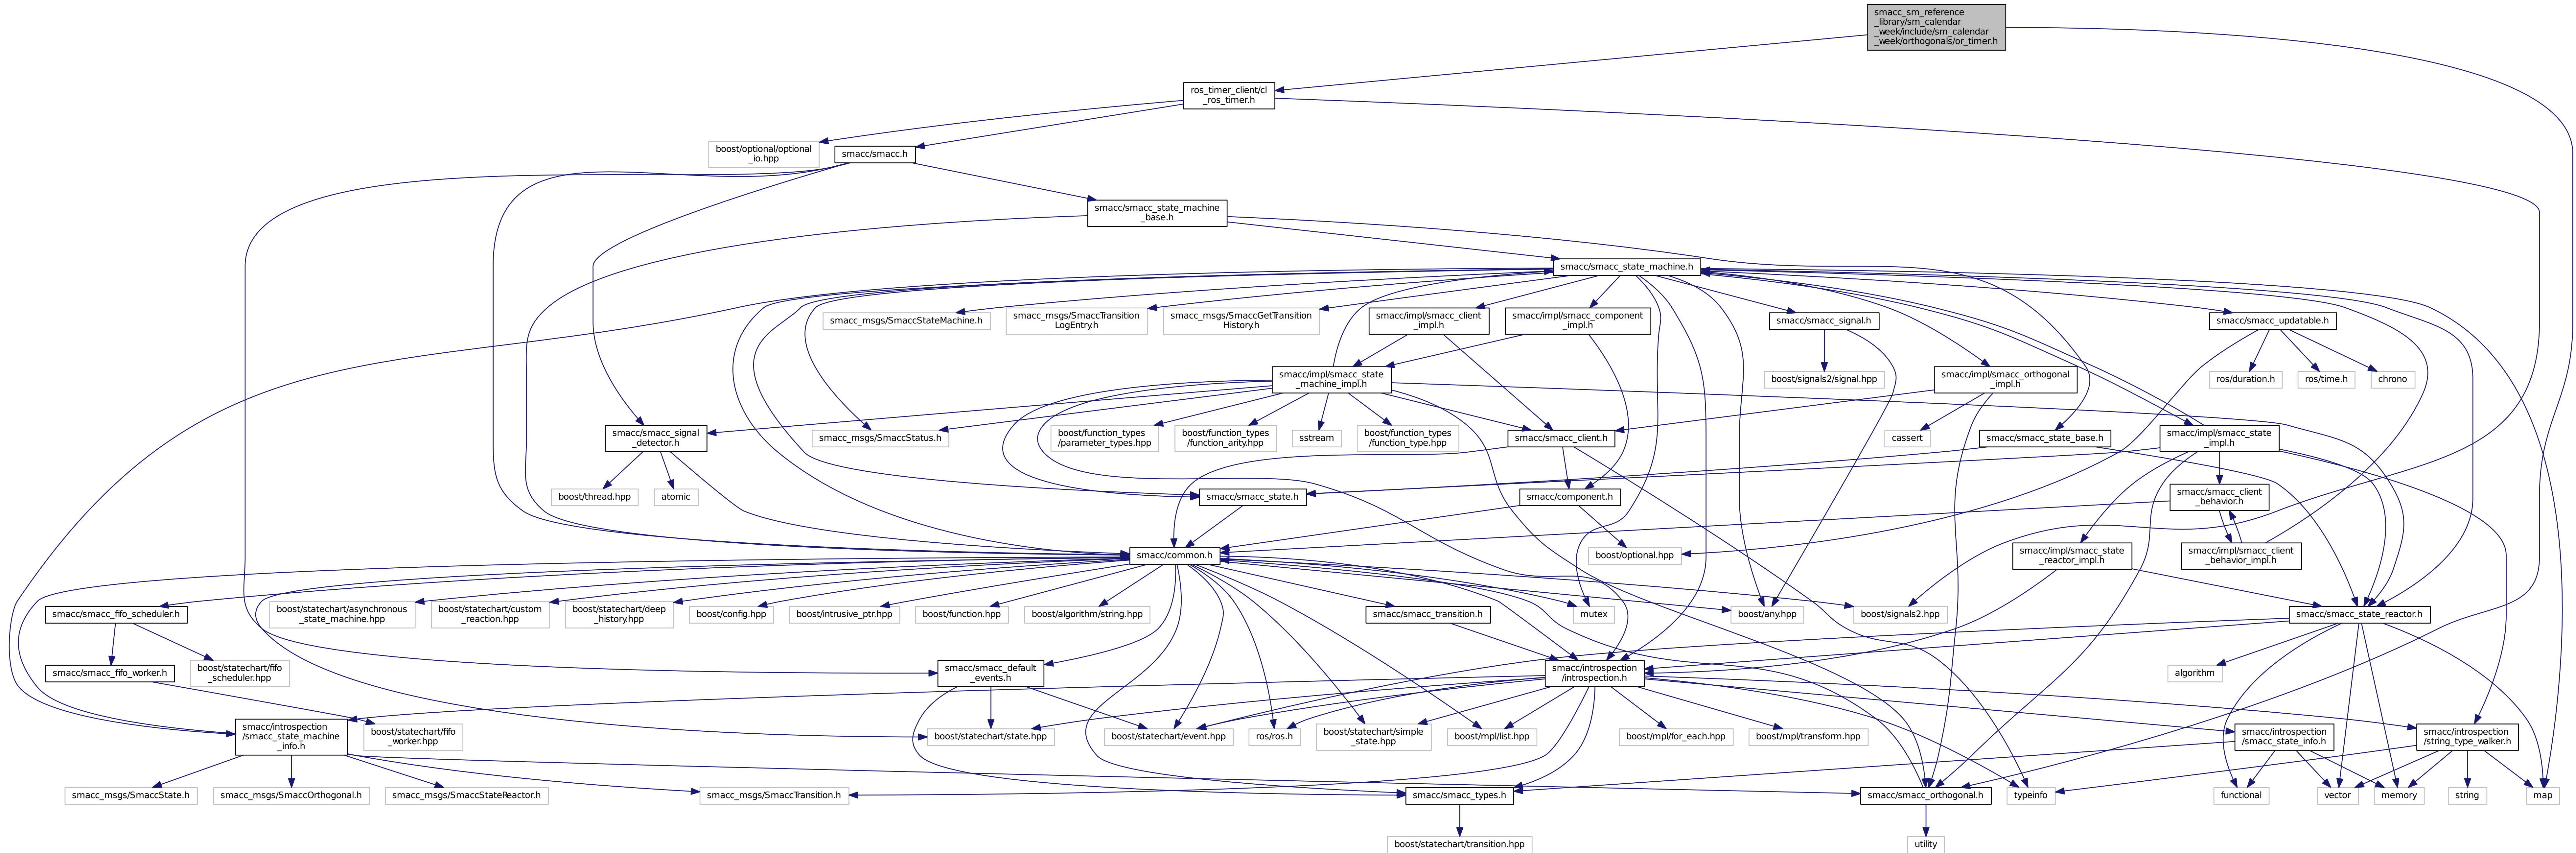 smacc_sm_reference
_library/sm_calendar
_week/include/sm_calendar
_week/orthogonals/or_timer.h
ros_timer_client/cl
_ros_timer.h
boost/optional/optional
_io.hpp
smacc/smacc.h
smacc/smacc_state_machine
_base.h
smacc/smacc_state_machine.h
smacc_msgs/SmaccStateMachine.h
smacc_msgs/SmaccTransition
LogEntry.h
smacc_msgs/SmaccGetTransition
History.h
smacc/impl/smacc_client
_impl.h
smacc/impl/smacc_component
_impl.h
smacc/smacc_signal.h
smacc/smacc_updatable.h
smacc/impl/smacc_state
_machine_impl.h
boost/signals2/signal.hpp
smacc/impl/smacc_orthogonal
_impl.h
ros/duration.h
ros/time.h
chrono
smacc/smacc_signal
_detector.h
smacc_msgs/SmaccStatus.h
boost/function_types
/parameter_types.hpp
boost/function_types
/function_arity.hpp
sstream
boost/function_types
/function_type.hpp
smacc/smacc_client.h
cassert
smacc/smacc_state_base.h
smacc/impl/smacc_state
_impl.h
boost/thread.hpp
atomic
smacc/smacc_state.h
smacc/component.h
smacc/smacc_client
_behavior.h
smacc/common.h
boost/optional.hpp
smacc/impl/smacc_state
_reactor_impl.h
smacc/impl/smacc_client
_behavior_impl.h
smacc/smacc_fifo_scheduler.h
boost/statechart/asynchronous
_state_machine.hpp
boost/statechart/custom
_reaction.hpp
boost/statechart/deep
_history.hpp
boost/config.hpp
boost/intrusive_ptr.hpp
boost/function.hpp
boost/algorithm/string.hpp
smacc/smacc_transition.h
mutex
boost/any.hpp
boost/signals2.hpp
smacc/smacc_state_reactor.h
smacc/smacc_fifo_worker.h
boost/statechart/fifo
_scheduler.hpp
smacc/smacc_default
_events.h
smacc/introspection
/introspection.h
algorithm
smacc/introspection
/smacc_state_machine
_info.h
boost/statechart/fifo
_worker.hpp
boost/statechart/state.hpp
boost/statechart/event.hpp
ros/ros.h
boost/statechart/simple
_state.hpp
boost/mpl/list.hpp
boost/mpl/for_each.hpp
boost/mpl/transform.hpp
smacc/introspection
/smacc_state_info.h
smacc/introspection
/string_type_walker.h
smacc_msgs/SmaccState.h
smacc_msgs/SmaccOrthogonal.h
smacc_msgs/SmaccStateReactor.h
smacc_msgs/SmaccTransition.h
smacc/smacc_types.h
smacc/smacc_orthogonal.h
typeinfo
functional
vector
memory
string
map
boost/statechart/transition.hpp
utility